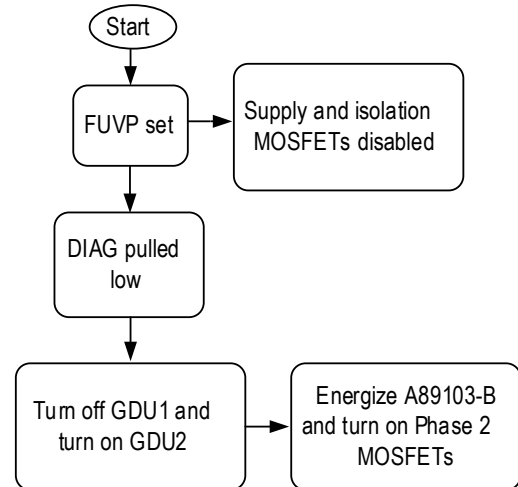 Start
FUVP set
Supply and isolation
MOSFETs disabled
DIAG pulled
low
Turn off GDU1 and
turn on GDU2
Energize A89103-B
and turn on Phase 2
MOSFETs